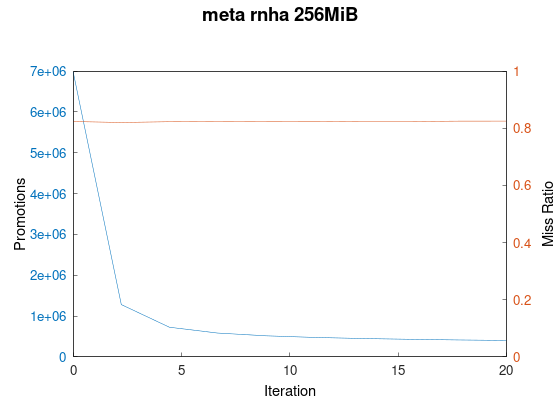 meta rnha 256MiB
7e+06
6e+06
5e+06
4e+06
3e+06
2e+06
1e+06
0
Promotions
1
0.8
0.6
0.4
0.2
0
Miss Ratio
0 5 10 15 20
Iteration